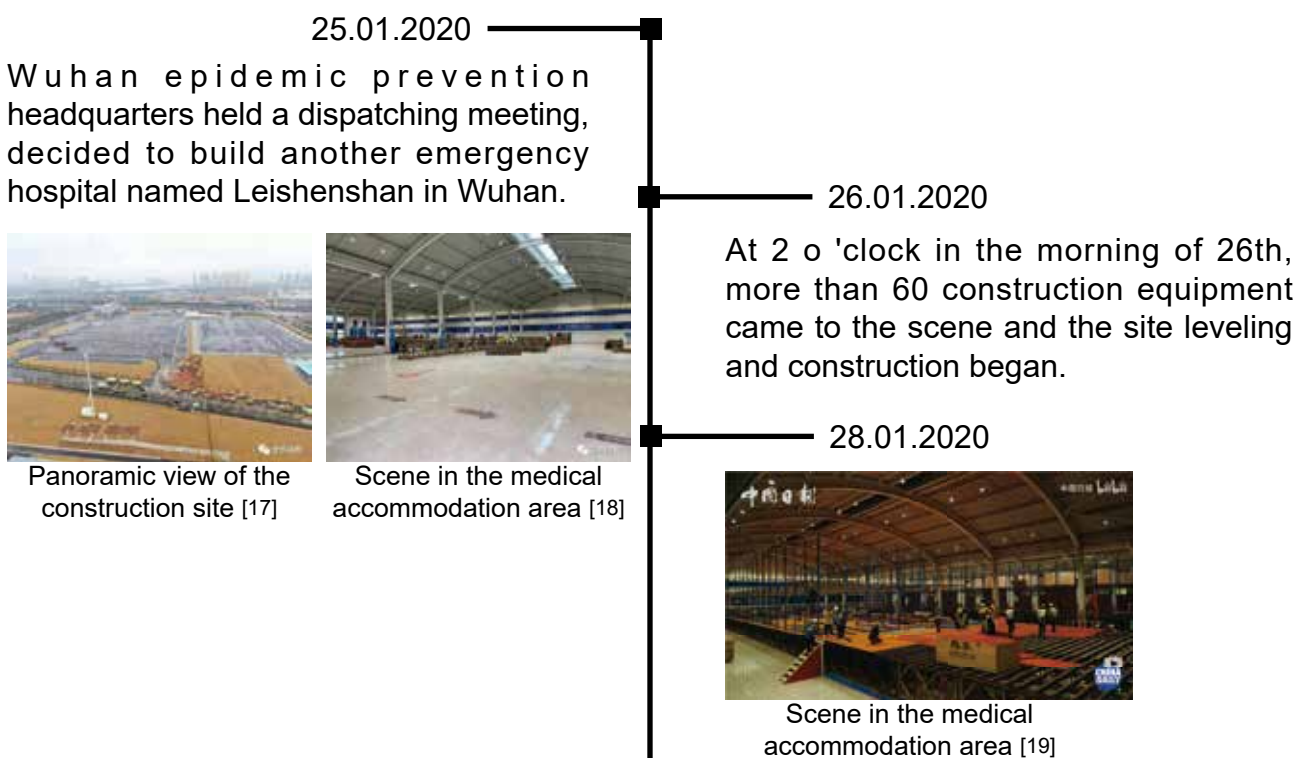 25.01.2020
Wuhan epidemic prevention
headquarters held a dispatching meeting,
decided to build another emergency
hospital named Leishenshan in Wuhan.
Panoramic view of the
construction site [17]
Scene in the medical
accommodation area [18]
26.01.2020
At 2 o 'clock in the morning of 26th,
more than 60 construction equipment
came to the scene and the site leveling
and construction began.
28.01.2020
中国日报
CHINA
DAILY
Scene in the medical
accommodation area [19]